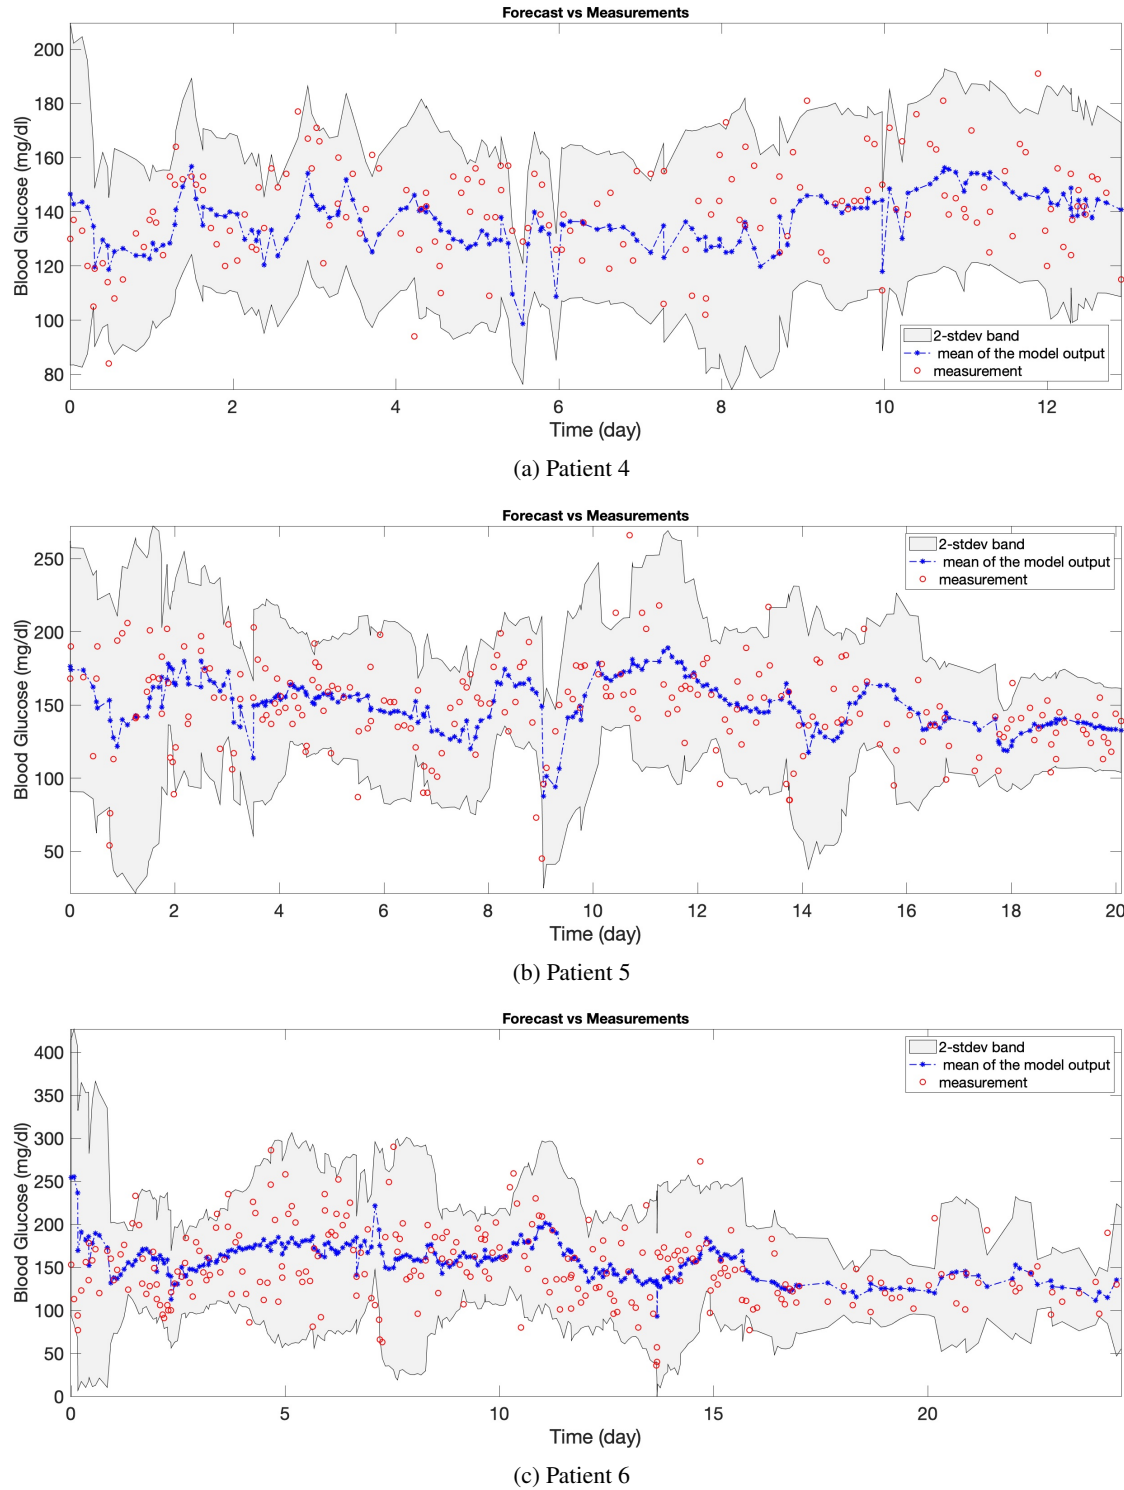 Forecast vs Measurements
Blood Glucose (mg/dl)
200
180
160
140
120
100
80
2-stdev band
mean of the model output
measurement
0 2 4 6 8 10 12
Time (day)
(a) Patient 4
Forecast vs Measurements
Blood Glucose (mg/dl)
250
200
150
100
50
2-stdev band
mean of the model output
measurement
0 2 4 6 8 10 12 14 16 18 20
Time (day)
(b) Patient 5
Forecast vs Measurements
Blood Glucose (mg/dl)
400
350
300
250
200
150
100
50
0
2-stdev band
mean of the model output
measurement
0 5 10 15 20
Time (day)
(c) Patient 6